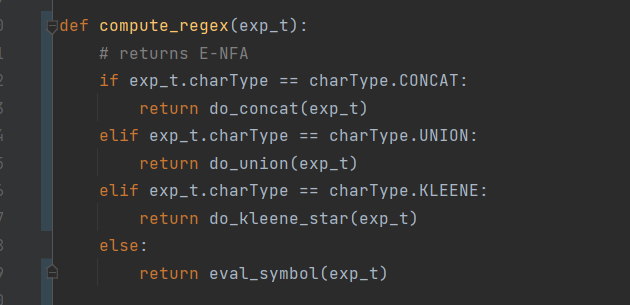 def compute_regex(exp_t):
    # returns E-NFA
    if exp_t.charType == charType.CONCAT:
        return do_concat(exp_t)
    elif exp_t.charType == charType.UNION:
        return do_union(exp_t)
    elif exp_t.charType == charType.KLEENE:
        return do_kleene_star(exp_t)
    else:
        return eval_symbol(exp_t)